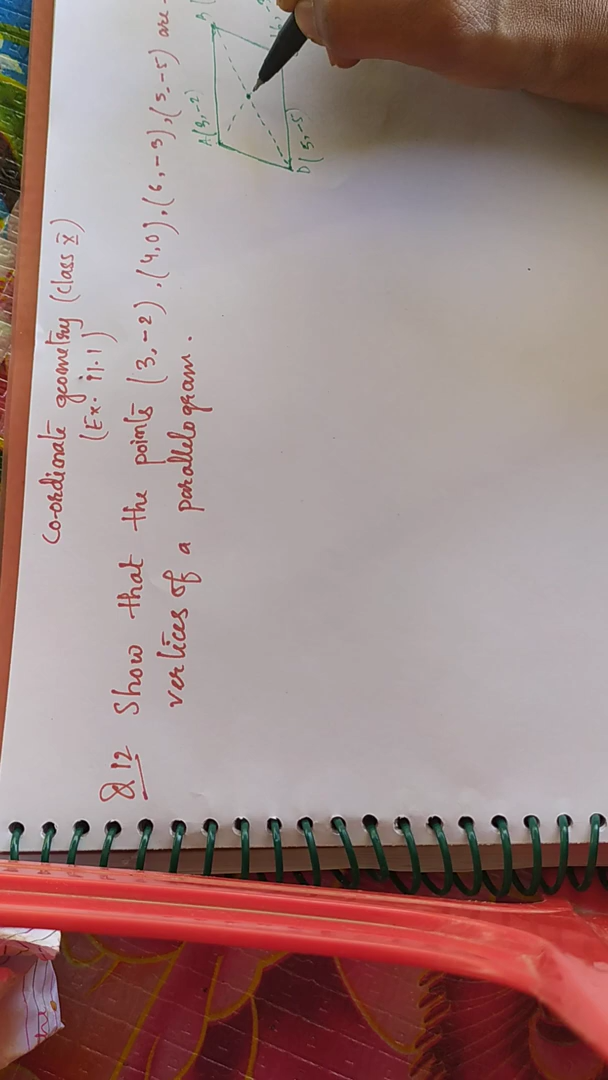 Co-ordinate geometry (class X)
(Ex. 11.1)
Q12 Show that the points (3, -2), (4,0), (6, -3), (5, -5) are
vertices of a parallelogram.
A(3, -2)
B
D(5, -5)